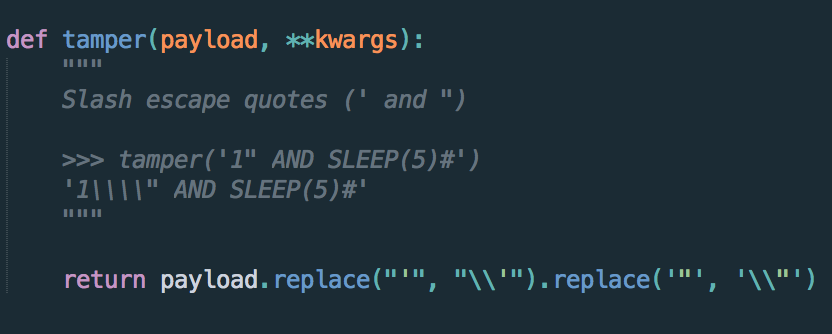 def tamper(payload, **kwargs):
"""
Slash escape quotes (' and ")
>>> tamper('1" AND SLEEP(5)#')
'1\\\\" AND SLEEP(5)#'
"""
return payload.replace("'", "\\'").replace('"', '\\"')